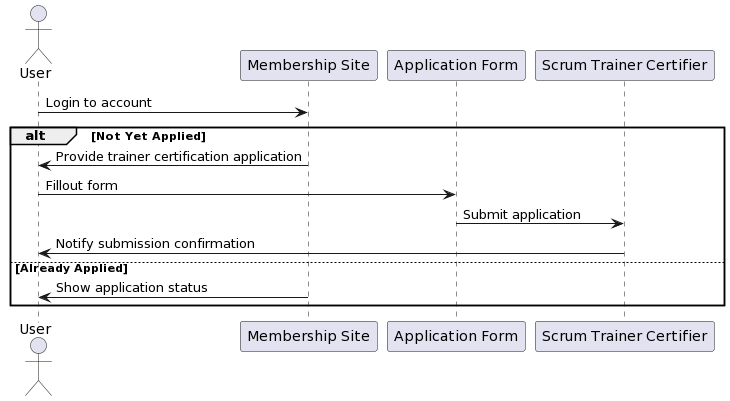 User
Membership Site
Application Form
Scrum Trainer Certifier
Login to account
alt [Not Yet Applied]
Provide trainer certification application
Fillout form
Submit application
Notify submission confirmation
[Already Applied]
Show application status
User
Membership Site
Application Form
Scrum Trainer Certifier